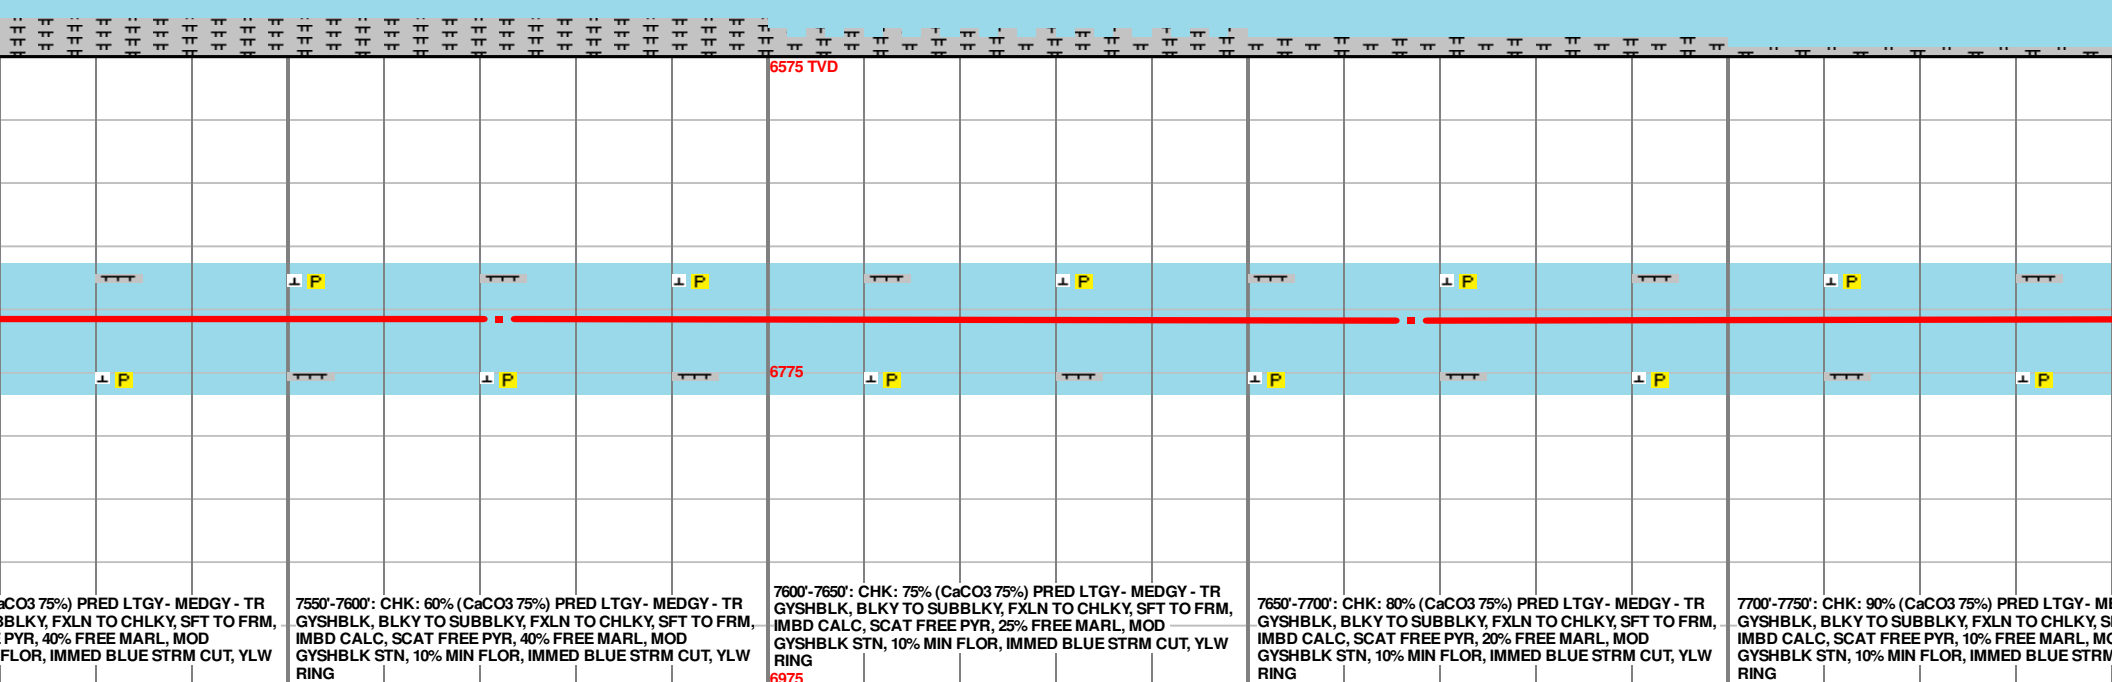 6575 TVD
P
P
P
P
P
6775
P
P
P
P
P
P
aCO3 75%) PRED LTGY- MEDGY - TR
BBLKY, FXLN TO CHLKY, SFT TO FRM,
PYR, 40% FREE MARL, MOD
FLOR, IMMED BLUE STRM CUT, YLW
7550'-7600': CHK: 60% (CaCO3 75%) PRED LTGY- MEDGY - TR
GYSHBLK, BLKY TO SUBBLKY, FXLN TO CHLKY, SFT TO FRM,
IMBD CALC, SCAT FREE PYR, 40% FREE MARL, MOD
GYSHBLK STN, 10% MIN FLOR, IMMED BLUE STRM CUT, YLW
RING
7600'-7650': CHK: 75% (CaCO3 75%) PRED LTGY- MEDGY - TR
GYSHBLK, BLKY TO SUBBLKY, FXLN TO CHLKY, SFT TO FRM,
IMBD CALC, SCAT FREE PYR, 25% FREE MARL, MOD
GYSHBLK STN, 10% MIN FLOR, IMMED BLUE STRM CUT, YLW
RING
6975
7650'-7700': CHK: 80% (CaCO3 75%) PRED LTGY- MEDGY - TR
GYSHBLK, BLKY TO SUBBLKY, FXLN TO CHLKY, SFT TO FRM,
IMBD CALC, SCAT FREE PYR, 20% FREE MARL, MOD
GYSHBLK STN, 10% MIN FLOR, IMMED BLUE STRM CUT, YLW
RING
7700'-7750': CHK: 90% (CaCO3 75%) PRED LTGY- ME
GYSHBLK, BLKY TO SUBBLKY, FXLN TO CHLKY, S
IMBD CALC, SCAT FREE PYR, 10% FREE MARL, MO
GYSHBLK STN, 10% MIN FLOR, IMMED BLUE STRM
RING